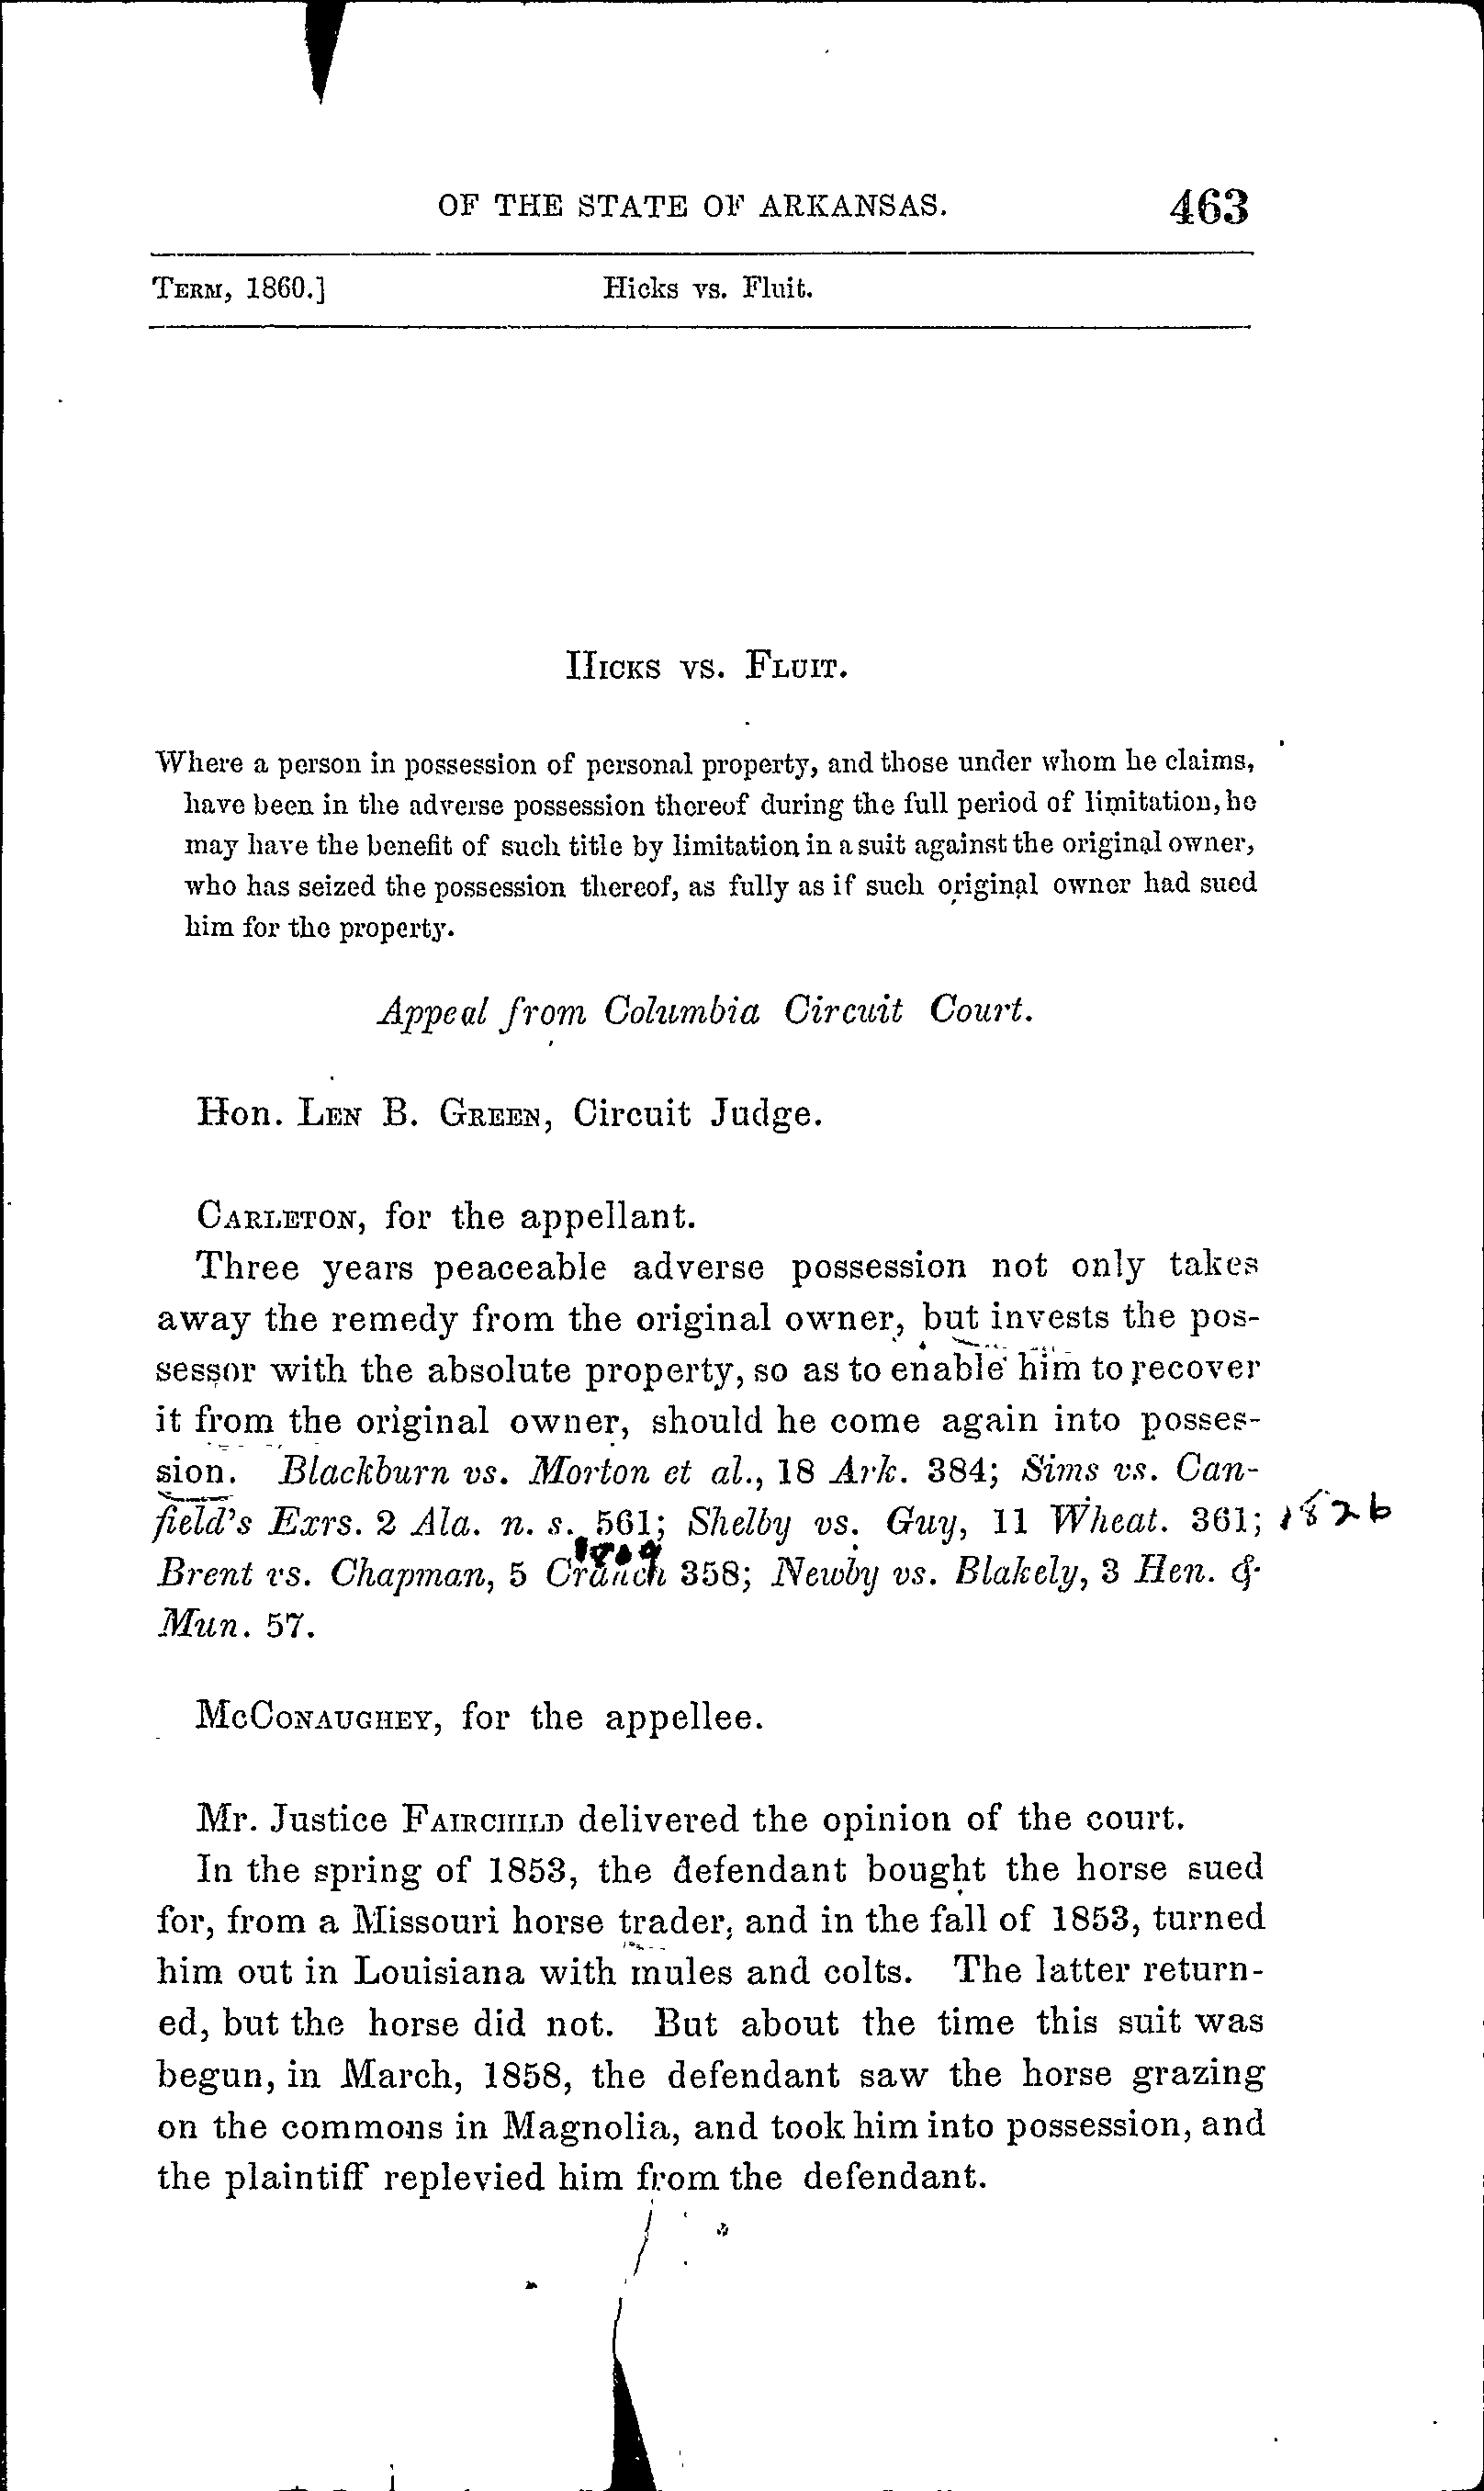 OF THE STATE OF ARKANSAS. 463
TERM, 1860.] Hicks vs. Fluit.
HICKS VS. FLUIT.
Where a person in possession of personal property, and those under whom he claims,
have been in the adverse possession thereof during the full period of limitation, he
may have the benefit of such title by limitation in a suit against the original owner,
who has seized the possession thereof, as fully as if such original owner had sued
him for the property.
Appeal from Columbia Circuit Court.
Hon. LEN B. GREEN, Circuit Judge.
CARLETON, for the appellant.
Three years peaceable adverse possession not only takes
away the remedy from the original owner, but invests the pos-
sessor with the absolute property, so as to enable him to recover
it from the original owner, should he come again into posses-
sion. Blackburn vs. Morton et al., 18 Ark. 384; Sims vs. Can-
field's Exrs. 2 Ala. n. s. 561; Shelby vs. Guy, 11 Wheat. 361; 1826
1809
Brent vs. Chapman, 5 Cranch 358; Newby vs. Blakely, 3 Hen. &
Mun. 57.
MCCONAUGHEY, for the appellee.
Mr. Justice FAIRCHILD delivered the opinion of the court.
In the spring of 1853, the defendant bought the horse sued
for, from a Missouri horse trader, and in the fall of 1853, turned
him out in Louisiana with mules and colts. The latter return-
ed, but the horse did not. But about the time this suit was
begun, in March, 1858, the defendant saw the horse grazing
on the commons in Magnolia, and took him into possession, and
the plaintiff replevied him from the defendant.